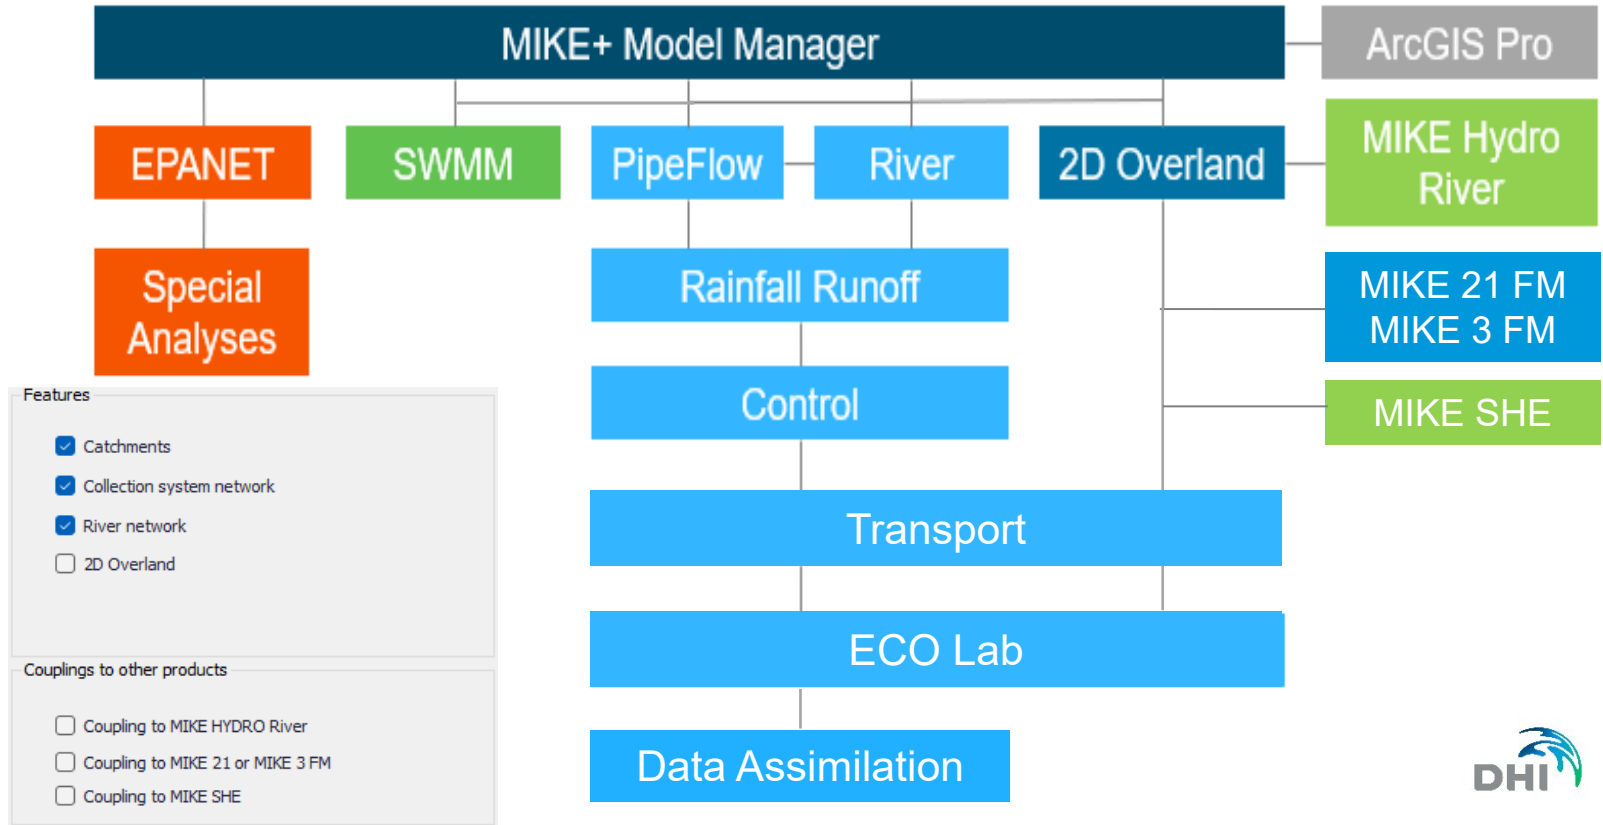 MIKE+ Model Manager
ArcGIS Pro
EPANET
SWMM
PipeFlow
River
2D Overland
MIKE Hydro
River
Special
Analyses
Rainfall Runoff
MIKE 21 FM
MIKE 3 FM
Control
MIKE SHE
Transport
ECO Lab
Data Assimilation
Features
Catchments
Collection system network
River network
2D Overland
Couplings to other products
Coupling to MIKE HYDRO River
Coupling to MIKE 21 or MIKE 3 FM
Coupling to MIKE SHE
DHI